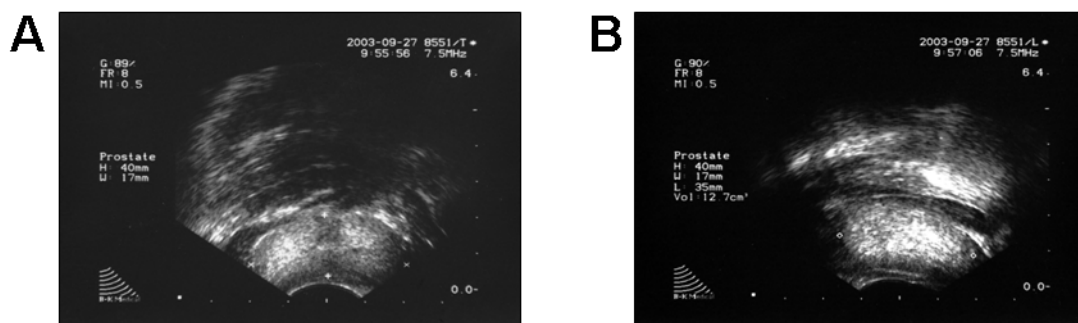 A
2003-09-27 8551/T
9:55:56 7.5MHz
G:89%
FR:8
MI:0.5
6.4
Prostate
H: 40mm
W: 17mm
0.0
B-K Medical
B
2003-09-27 8551/L
9:57:06 7.5MHz
G:90%
FR:8
MI:0.5
6.4
Prostate
H: 40mm
W: 17mm
L: 35mm
Vol:12.7cm³
0.0
B-K Medical